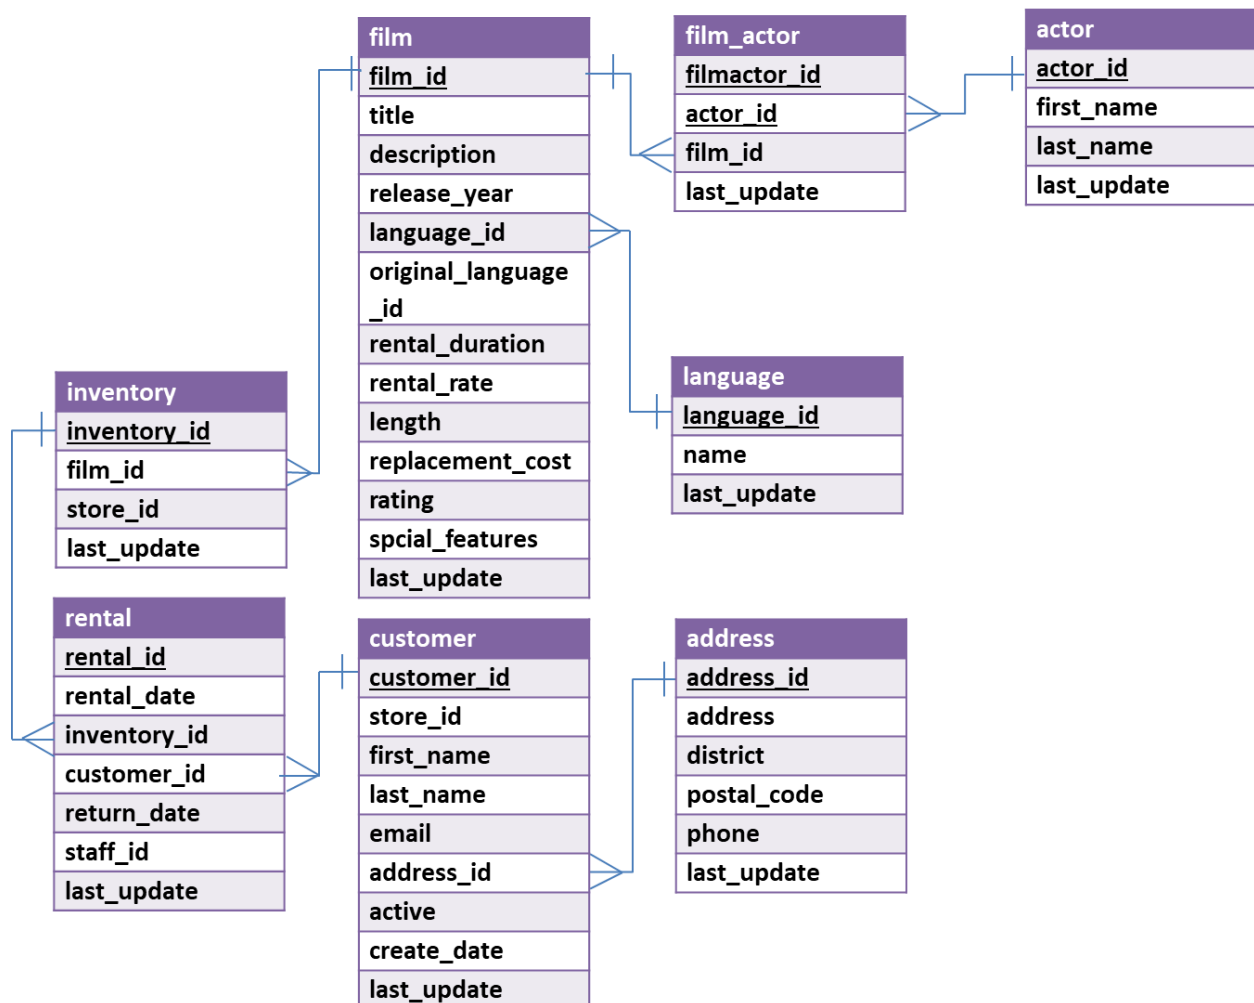 film
film_id
title
description
release_year
language_id
original_language
_id
rental_duration
rental_rate
length
replacement_cost
rating
spcial_features
last_update
film_actor
filmactor_id
actor_id
film_id
last_update
actor
actor_id
first_name
last_name
last_update
language
language_id
name
last_update
inventory
inventory_id
film_id
store_id
last_update
rental
rental_id
rental_date
inventory_id
customer_id
return_date
staff_id
last_update
customer
customer_id
store_id
first_name
last_name
email
address_id
active
create_date
last_update
address
address_id
address
district
postal_code
phone
last_update